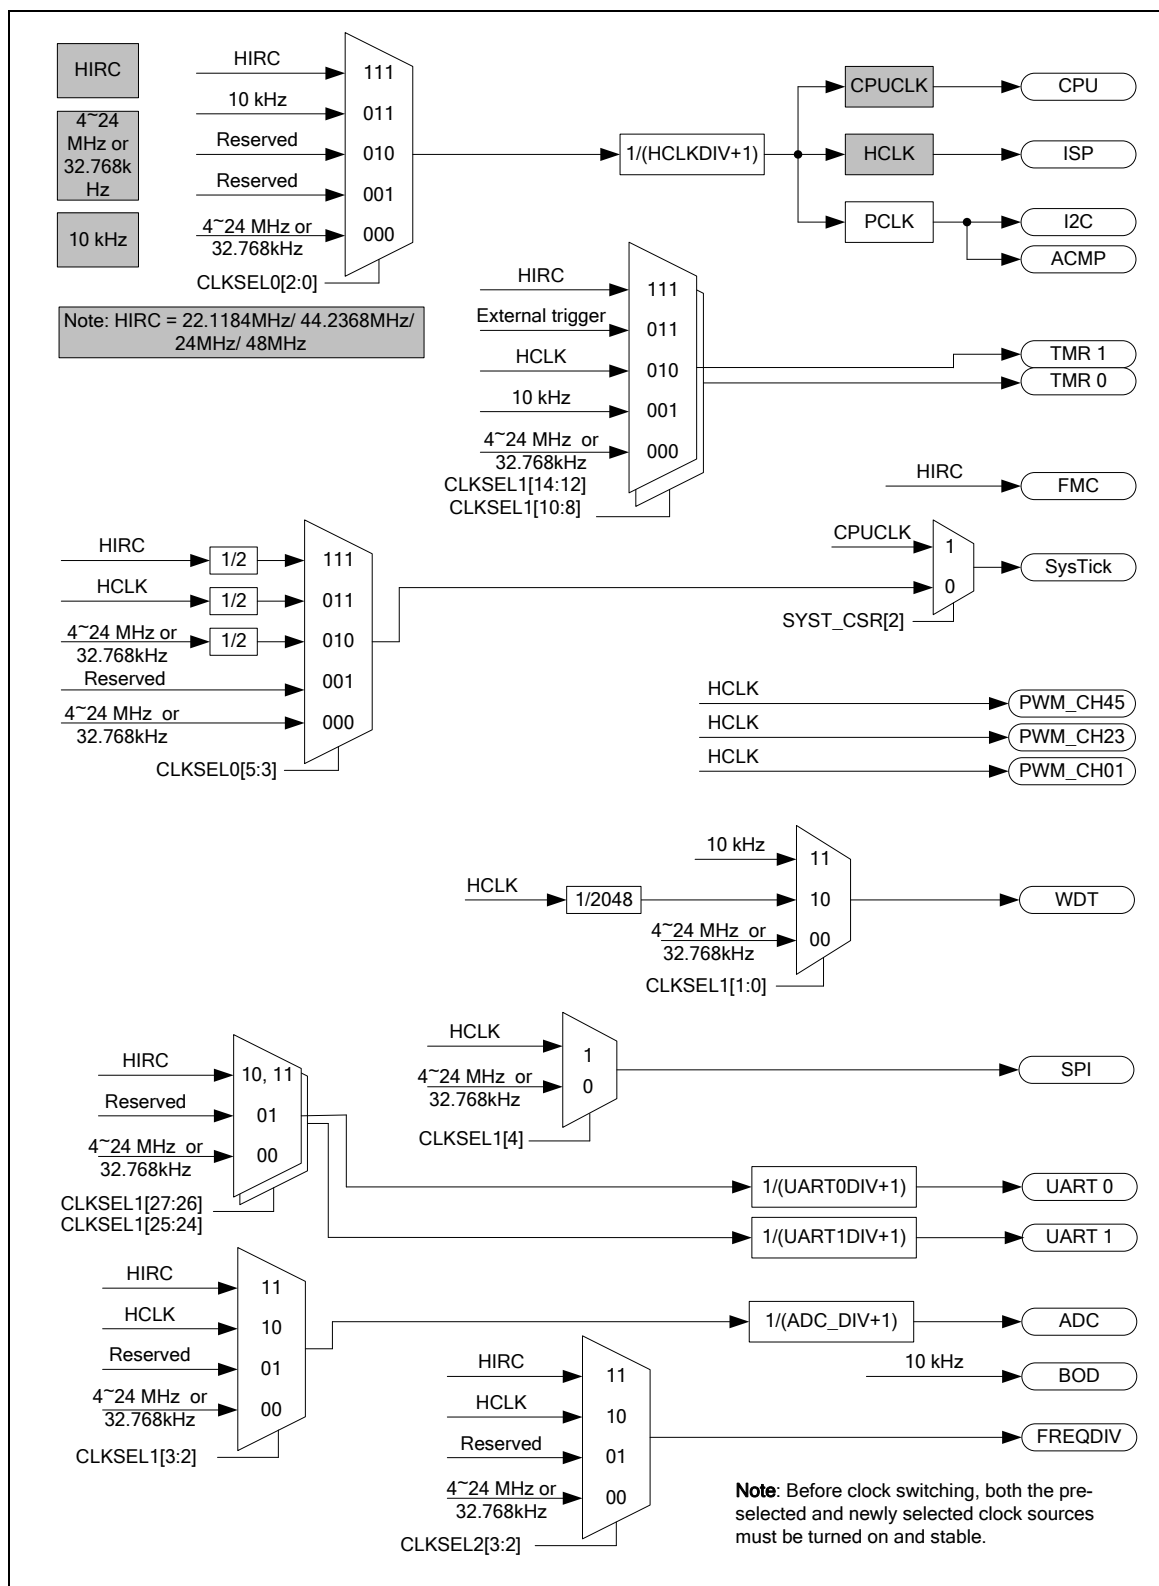 HIRC
4~24
MHz or
32.768k
Hz
10 kHz
HIRC
111
10 kHz
011
Reserved
010
Reserved
001
4~24 MHz or
32.768kHz
000
CLKSEL0[2:0]
1/(HCLKDIV+1)
CPUCLK
CPU
HCLK
ISP
PCLK
I2C
ACMP
Note: HIRC = 22.1184MHz/ 44.2368MHz/
24MHz/ 48MHz
HIRC
111
External trigger
011
HCLK
010
10 kHz
001
4~24 MHz or
32.768kHz
000
CLKSEL1[14:12]
CLKSEL1[10:8]
TMR 1
TMR 0
HIRC
FMC
HIRC
1/2
111
HCLK
1/2
011
4~24 MHz or
32.768kHz
1/2
010
Reserved
001
4~24 MHz or
32.768kHz
000
CLKSEL0[5:3]
CPUCLK
1
0
SYST_CSR[2]
SysTick
HCLK
PWM_CH45
HCLK
PWM_CH23
HCLK
PWM_CH01
10 kHz
11
HCLK
1/2048
10
4~24 MHz or
32.768kHz
00
CLKSEL1[1:0]
WDT
HCLK
1
4~24 MHz or
32.768kHz
0
CLKSEL1[4]
SPI
HIRC
10, 11
Reserved
01
4~24 MHz or
32.768kHz
00
CLKSEL1[27:26]
CLKSEL1[25:24]
1/(UART0DIV+1)
UART 0
1/(UART1DIV+1)
UART 1
HIRC
11
HCLK
10
Reserved
01
4~24 MHz or
32.768kHz
00
CLKSEL1[3:2]
1/(ADC_DIV+1)
ADC
10 kHz
BOD
HIRC
11
HCLK
10
Reserved
01
4~24 MHz or
32.768kHz
00
CLKSEL2[3:2]
FREQDIV
Note: Before clock switching, both the pre-
selected and newly selected clock sources
must be turned on and stable.